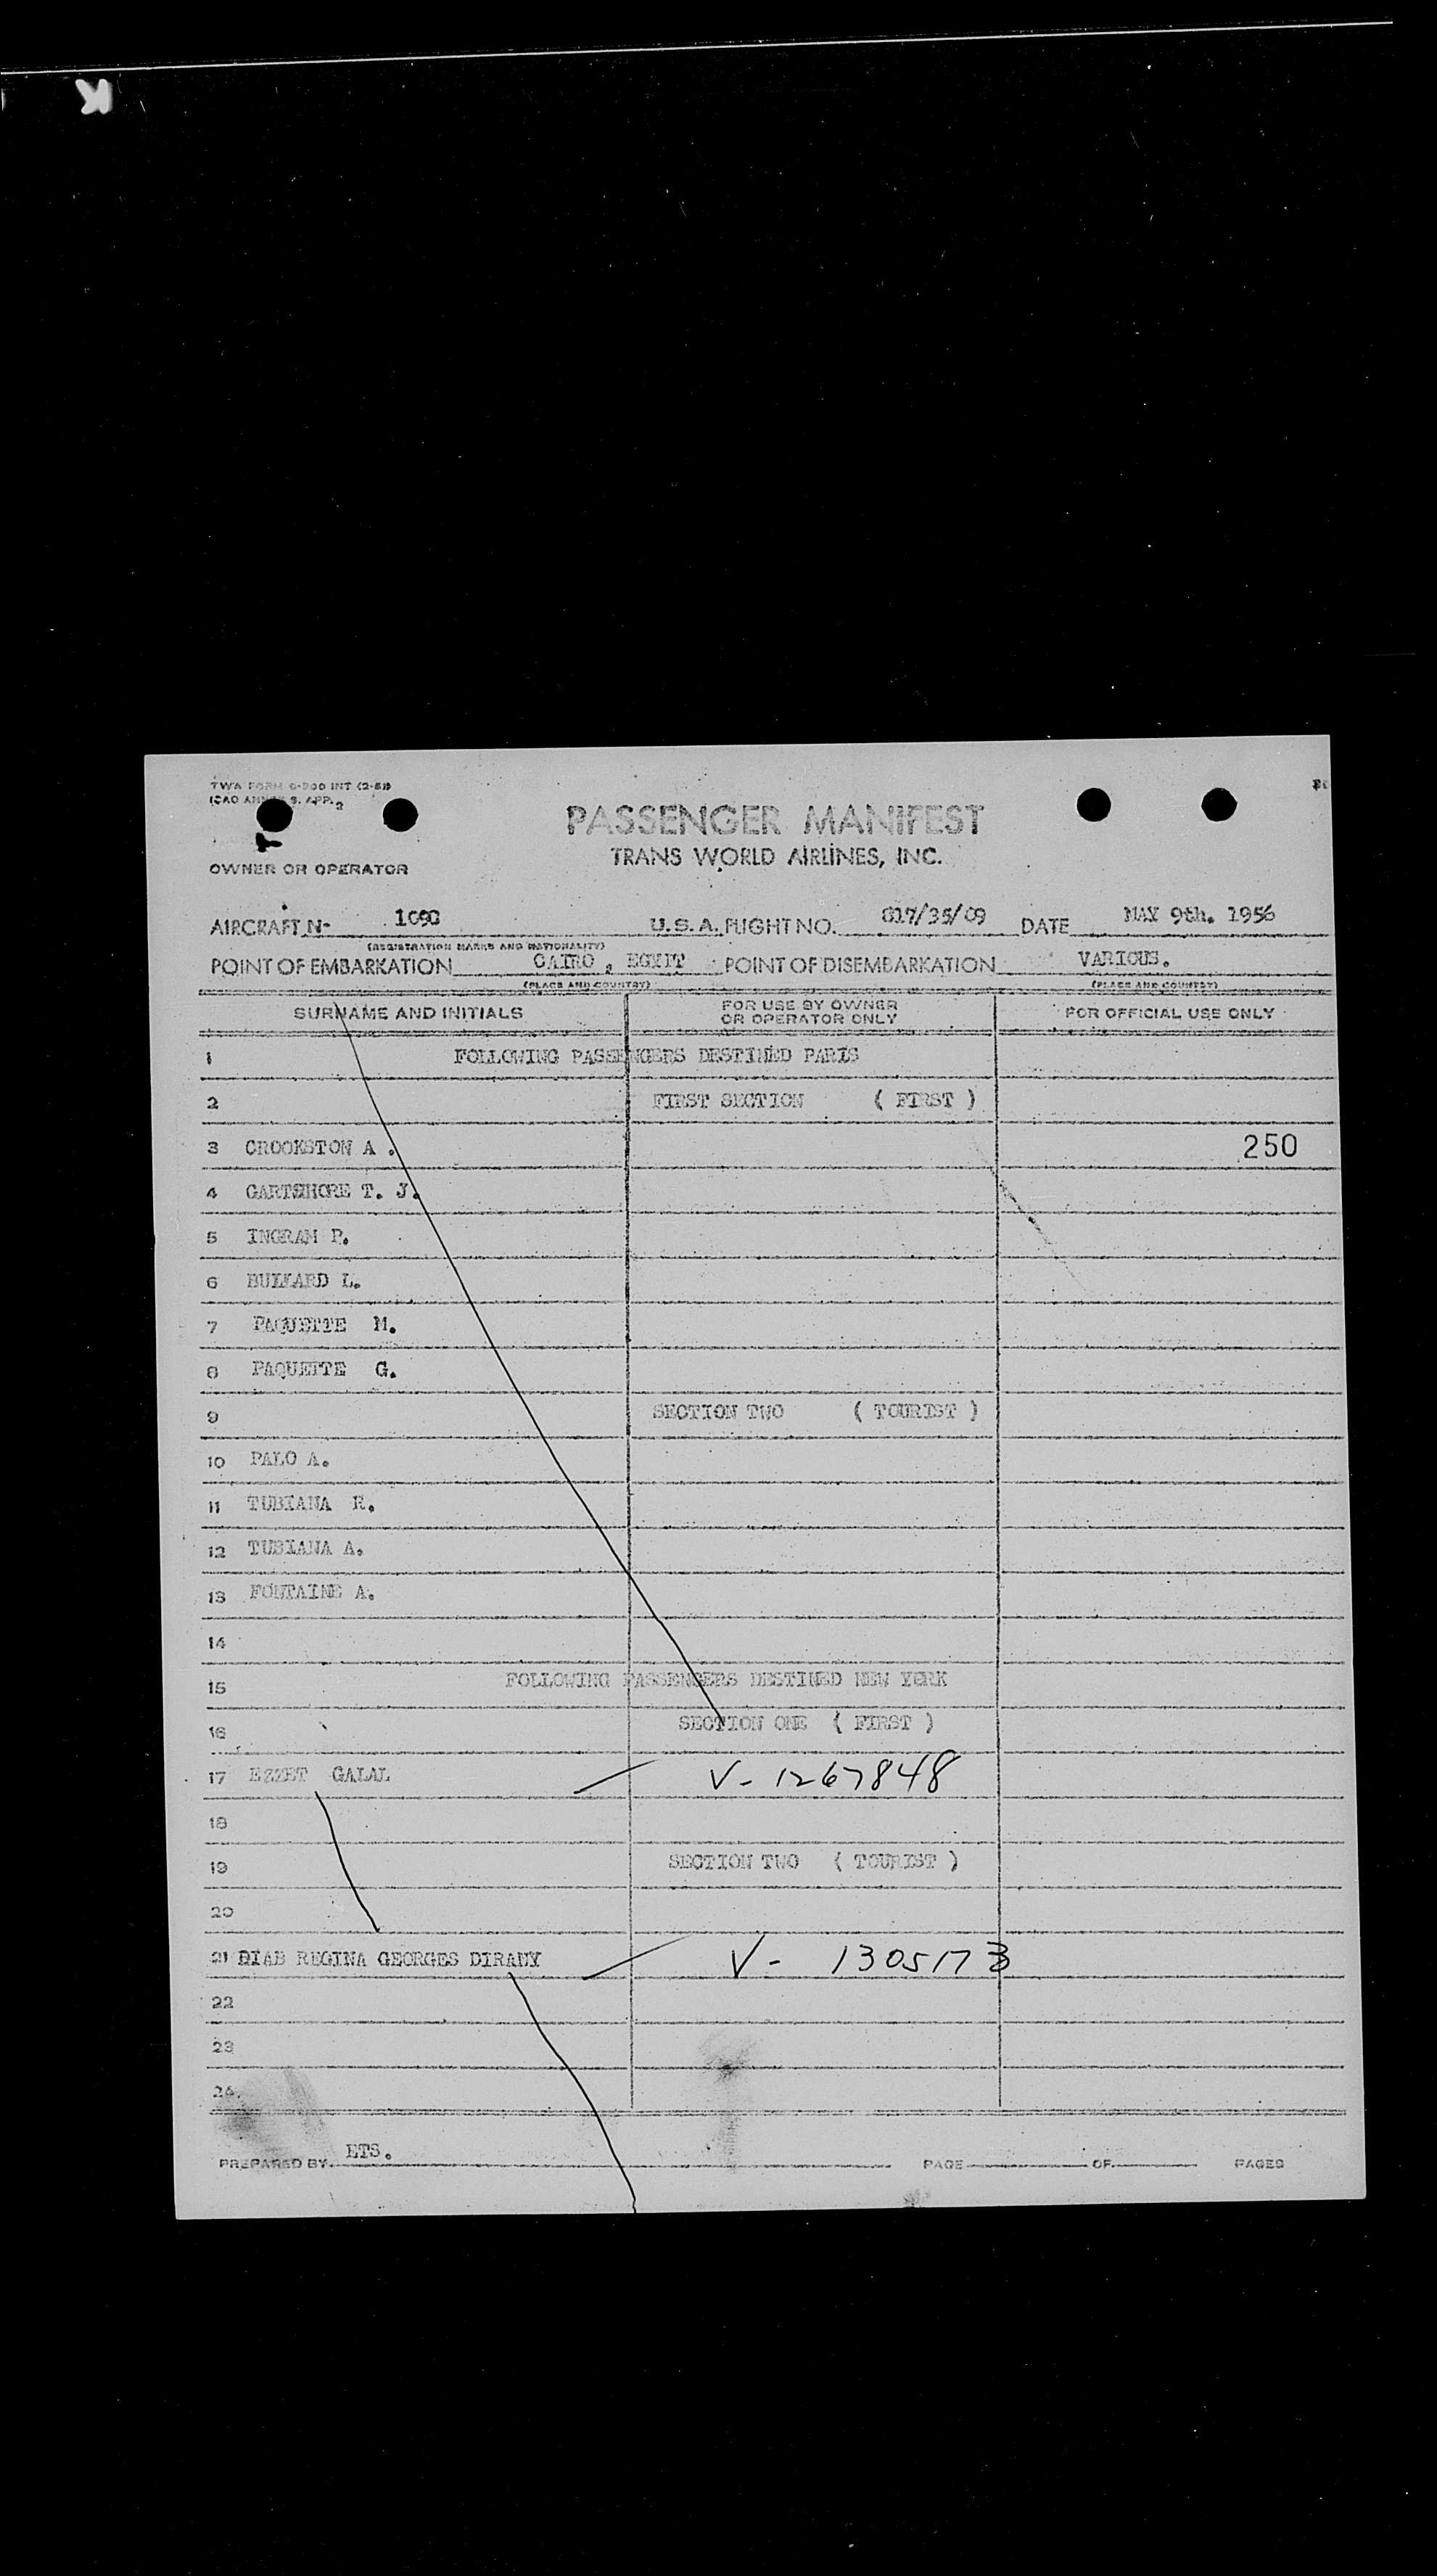 TWA FORM
ICAO
PASSENGER MANIFEST
TRANS WORLD AIRLINES, INC.
OWNER OR OPERATOR
AIRCRAFT N- U.S.A. FLIGHT NO. 817/35/09 DATE MAY 9th. 1956
(REGISTRATION MARKS AND NATIONALITY)
POINT OF EMBARKATION CAIRO , EGYPT POINT OF DISEMBARKATION VARIOUS.
(PLACE AND COUNTRY) (PLACE AND COUNTRY)
SURNAME AND INITIALS FOR USE BY OWNER OR OPERATOR ONLY FOR OFFICIAL USE ONLY
1 FOLLOWING PASSENGERS DESTINED PARIS
2 FIRST SECTION ( FIRST )
3 CROOKSTON A . 250
4 GARTSHORE T. J.
5 INGRAM P.
6 L.
7 PAQUETTE M.
8 PAQUETTE G.
9 SECTION TWO ( TOURIST )
10 PALO A.
11 TUBIANA R.
12 TUBIANA A.
13 FONTAINE A.
14
15 FOLLOWING PASSENGERS DESTINED NEW YORK
16 SECTION ONE ( FIRST )
17 EZZET GALAL V- 1267848
18
19 SECTION TWO ( TOURIST )
20
21 DIAB REGINA GEORGES DIRANY V- 1305173
22
23
24
PREPARED BY ETS. PAGE OF PAGES